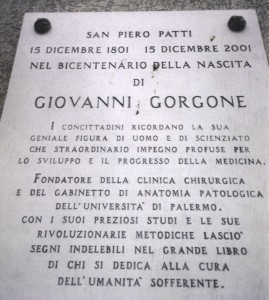 SAN PIERO PATTI
15 DICEMBRE 1801 15 DICEMBRE 2001
NEL BICENTENARIO DELLA NASCITA
DI
GIOVANNI GORGONE
I CONCITTADINI RICORDANO LA SUA
GENIALE FIGURA DI UOMO E DI SCIENZIATO
CHE STRAORDINARIO IMPEGNO PROFUSE PER
LO SVILUPPO E IL PROGRESSO DELLA MEDICINA.
FONDATORE DELLA CLINICA CHIRURGICA
E DEL GABINETTO DI ANATOMIA PATOLOGICA
DELL'UNIVERSITÀ DI PALERMO.
CON I SUOI PREZIOSI STUDI E LE SUE
RIVOLUZIONARIE METODICHE LASCIÒ
SEGNI INDELEBILI NEL GRANDE LIBRO
DI CHI SI DEDICA ALLA CURA
DELL'UMANITÀ SOFFERENTE.